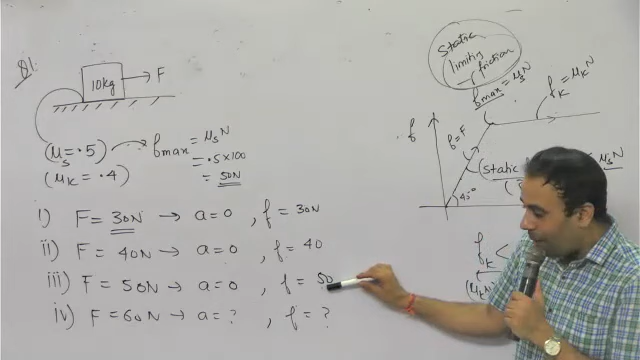 Q1.
10kg → F
(μs = .5) → fmax = μsN
(μk = .4)
= .5×100
= 50N
i) F = 30N → a=0 , f = 30N
ii) F = 40N → a=0 , f = 40
iii) F = 50N → a=0 , f = 50
iv) F = 60N → a=? , f = ?
Static
limiting
friction
fmax = μsN
fk = μkN
f
f=F
(Static
μsN
45°
fk <